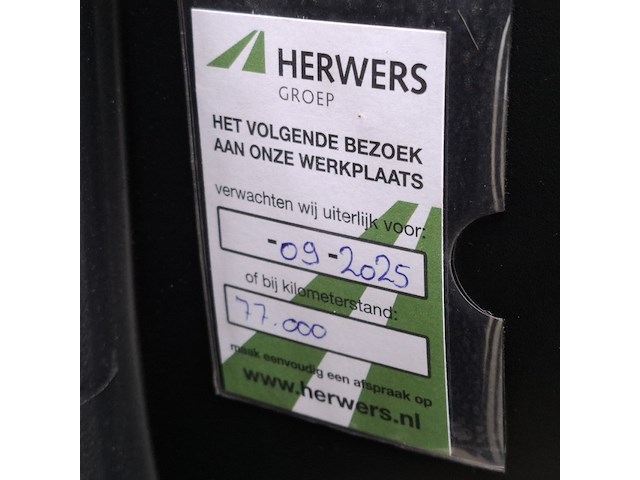 HERWERS
GROEP
HET VOLGENDE BEZOEK
AAN ONZE WERKPLAATS
verwachten wij uiterlijk voor:
-09-2025
of bij kilometerstand:
77.000
maak eenvoudig een afspraak op
www.herwers.nl